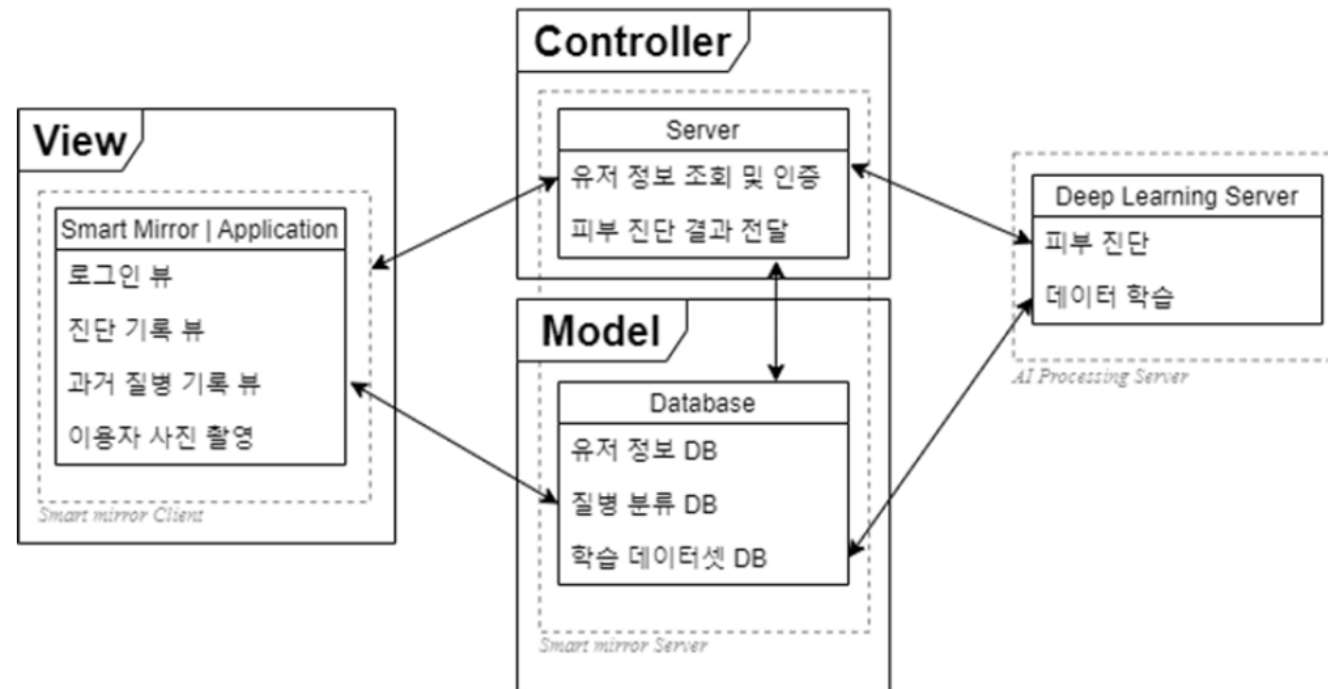 View
Smart Mirror | Application
로그인 뷰
진단 기록 뷰
과거 질병 기록 뷰
이용자 사진 촬영
Smart mirror Client
Controller
Server
유저 정보 조회 및 인증
피부 진단 결과 전달
Model
Database
유저 정보 DB
질병 분류 DB
학습 데이터셋 DB
Smart mirror Server
Deep Learning Server
피부 진단
데이터 학습
AI Processing Server